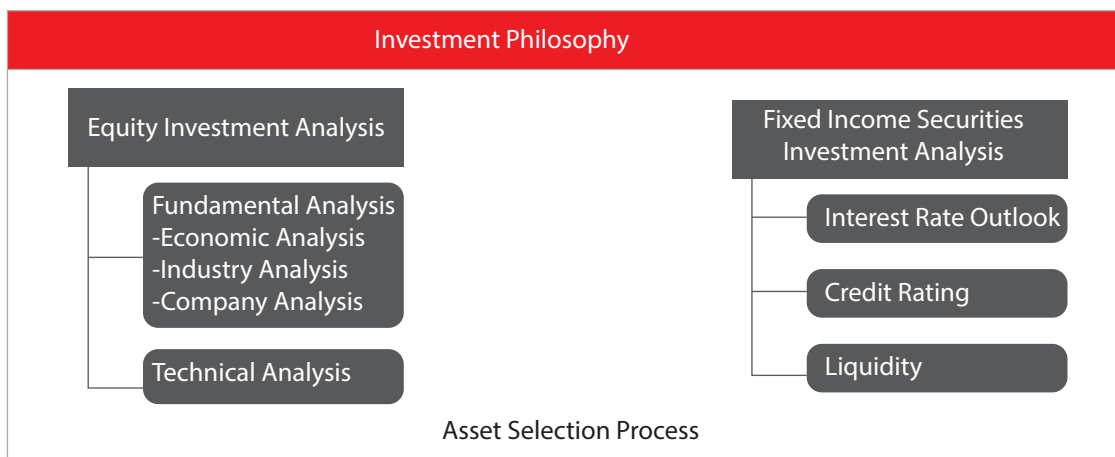 Investment Philosophy
Equity Investment Analysis
Fundamental Analysis
-Economic Analysis
-Industry Analysis
-Company Analysis
Technical Analysis
Fixed Income Securities
Investment Analysis
Interest Rate Outlook
Credit Rating
Liquidity
Asset Selection Process